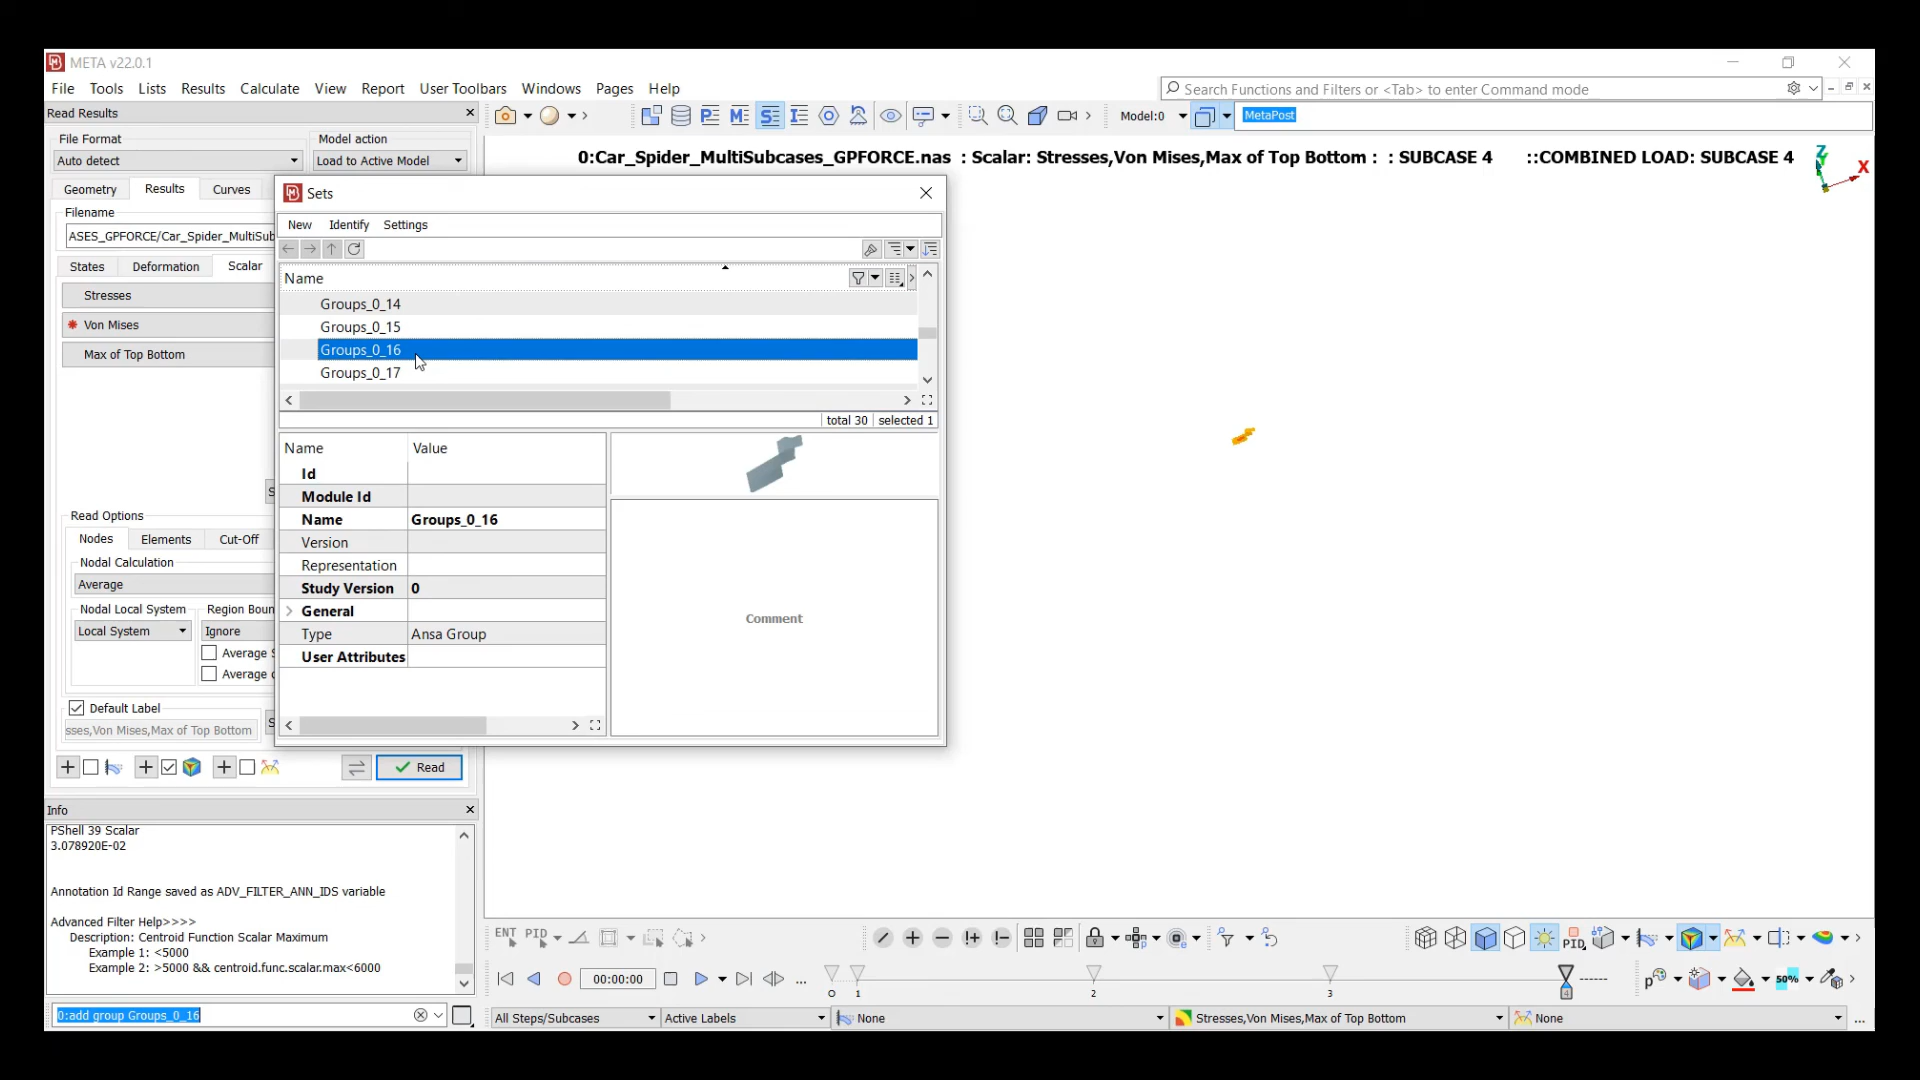 META v22.0.1
File Tools Lists Results Calculate View Report User Toolbars Windows Pages Help
Search Functions and Filters or <Tab> to enter Command mode
Read Results
Model:0
MetaPost
File Format
Model action
Auto detect
Load to Active Model
0:Car_Spider_MultiSubcases_GPFORCE.nas : Scalar: Stresses,Von Mises,Max of Top Bottom : : SUBCASE 4 ::COMBINED LOAD: SUBCASE 4
Z
Y
X
Geometry Results Curves
Filename
ASES_GPFORCE/Car_Spider_MultiSub
States Deformation Scalar
Stresses
Von Mises
Max of Top Bottom
Sets
New Identify Settings
Name
Groups_0_14
Groups_0_15
Groups_0_16
Groups_0_17
total 30 selected 1
Name Value
Id
Module Id
Name Groups_0_16
Version
Representation
Study Version 0
General
Type Ansa Group
User Attributes
Comment
Read Options
Nodes Elements Cut-Off
Nodal Calculation
Average
Nodal Local System Region Boun
Local System Ignore
Average
Average
Default Label
sses,Von Mises,Max of Top Bottom
Read
Info
PShell 39 Scalar
3.078920E-02
Annotation Id Range saved as ADV_FILTER_ANN_IDS variable
Advanced Filter Help>>>>
Description: Centroid Function Scalar Maximum
Example 1: <5000
Example 2: >5000 && centroid.func.scalar.max<6000
0:add group Groups_0_16
ENT PID
PID
00:00:00
0 1 2 3 4
50%
All Steps/Subcases Active Labels None Stresses,Von Mises,Max of Top Bottom None